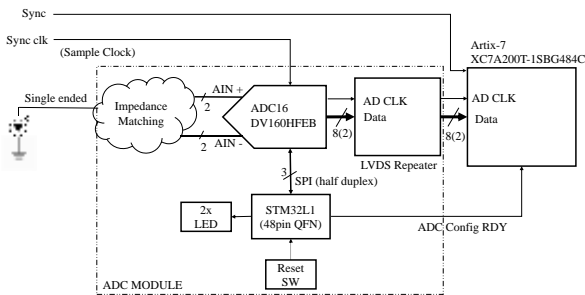 Sync
Sync clk
(Sample Clock)
Artix-7
XC7A200T-1SBG484C
Single ended
Impedance
Matching
AIN +
2
AIN -
2
ADC16
DV160HFEB
AD CLK
Data
8(2)
LVDS Repeater
AD CLK
Data
8(2)
3
SPI (half duplex)
2x
LED
STM32L1
(48pin QFN)
ADC Config RDY
Reset
SW
ADC MODULE